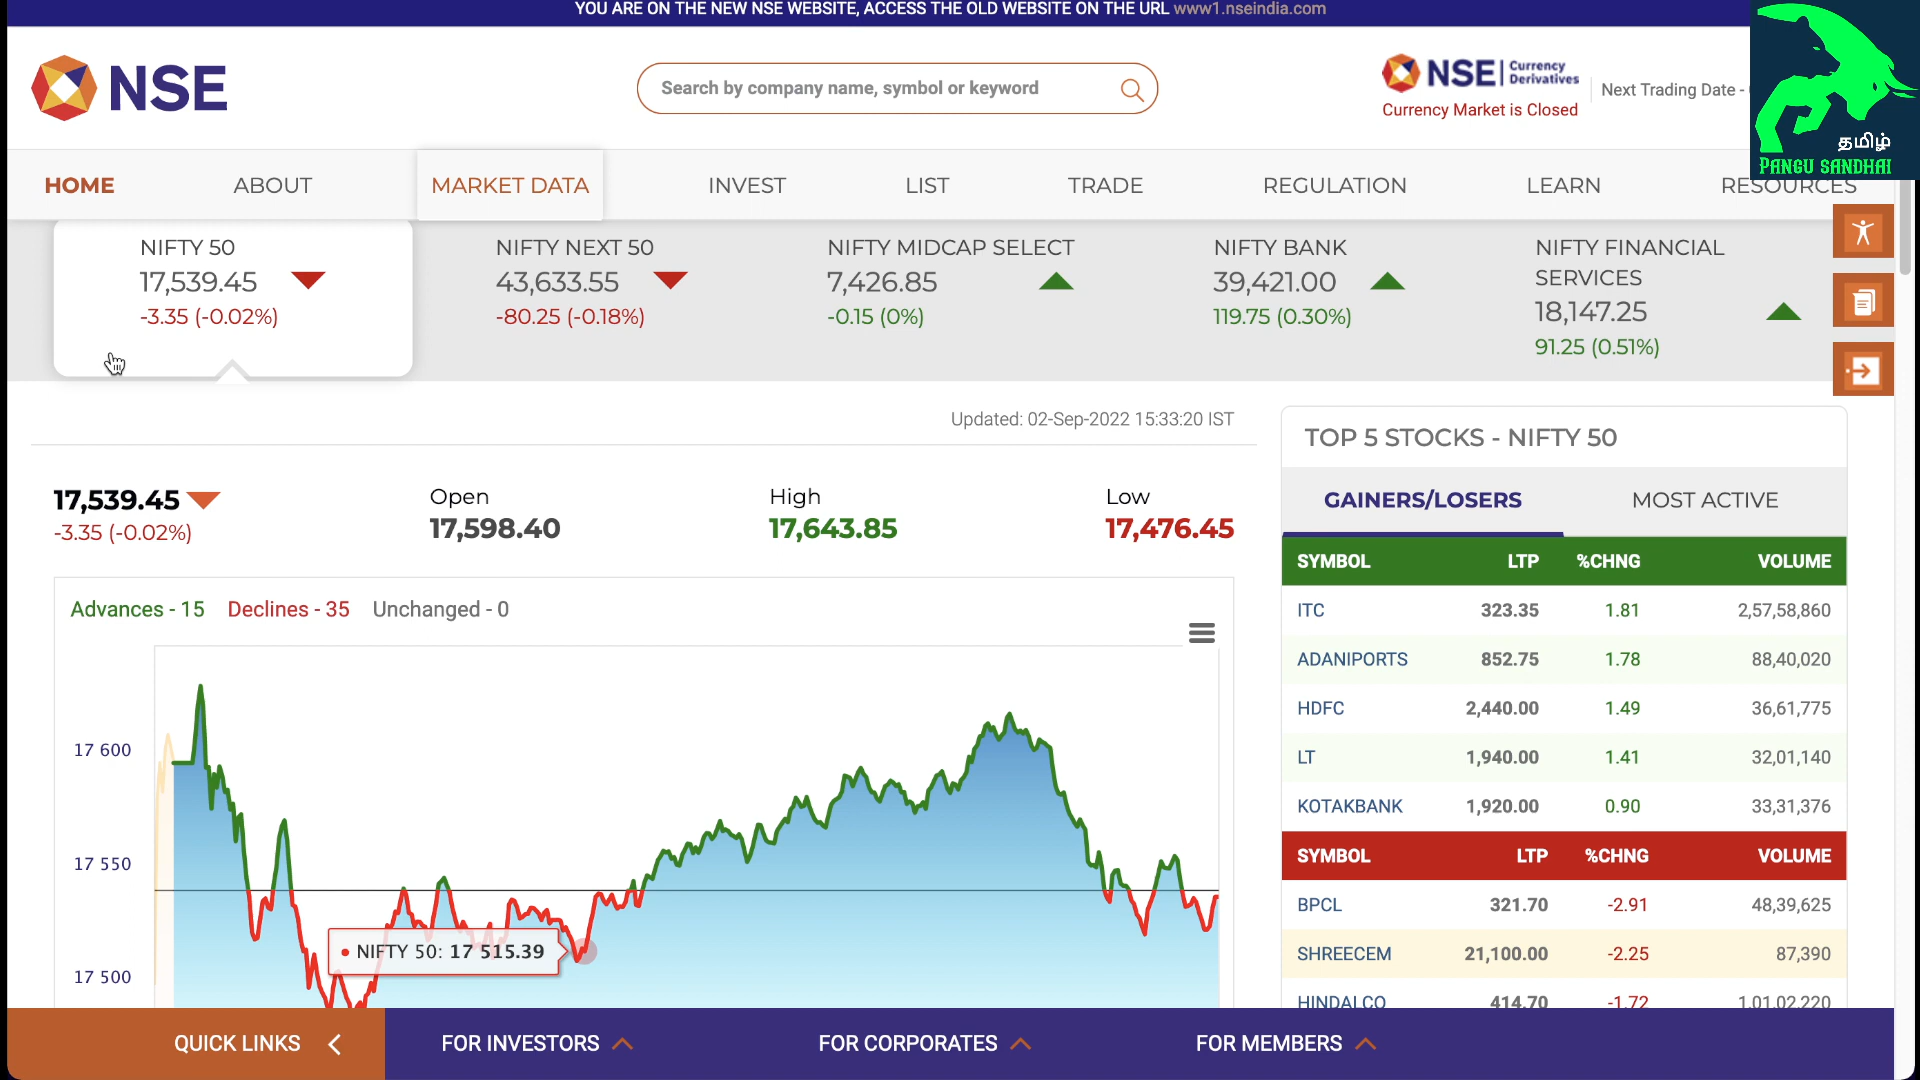 YOU ARE ON THE NEW NSE WEBSITE, ACCESS THE OLD WEBSITE ON THE URL www1.nseindia.com
NSE
Search by company name, symbol or keyword
NSE Currency Derivatives
Currency Market is Closed
Next Trading Date -
தமிழ்
PANGU SANDHAI
HOME ABOUT MARKET DATA INVEST LIST TRADE REGULATION LEARN RESOURCES
NIFTY 50
17,539.45
-3.35 (-0.02%)
NIFTY NEXT 50
43,633.55
-80.25 (-0.18%)
NIFTY MIDCAP SELECT
7,426.85
-0.15 (0%)
NIFTY BANK
39,421.00
119.75 (0.30%)
NIFTY FINANCIAL
SERVICES
18,147.25
91.25 (0.51%)
Updated: 02-Sep-2022 15:33:20 IST
17,539.45
-3.35 (-0.02%)
Open
17,598.40
High
17,643.85
Low
17,476.45
Advances - 15 Declines - 35 Unchanged - 0
17 600
17 550
17 500
NIFTY 50: 17 515.39
TOP 5 STOCKS - NIFTY 50
GAINERS/LOSERS MOST ACTIVE
SYMBOL LTP %CHNG VOLUME
ITC 323.35 1.81 2,57,58,860
ADANIPORTS 852.75 1.78 88,40,020
HDFC 2,440.00 1.49 36,61,775
LT 1,940.00 1.41 32,01,140
KOTAKBANK 1,920.00 0.90 33,31,376
SYMBOL LTP %CHNG VOLUME
BPCL 321.70 -2.91 48,39,625
SHREECEM 21,100.00 -2.25 87,390
HINDALCO 414.70 -1.72 1,01,02,220
QUICK LINKS FOR INVESTORS FOR CORPORATES FOR MEMBERS